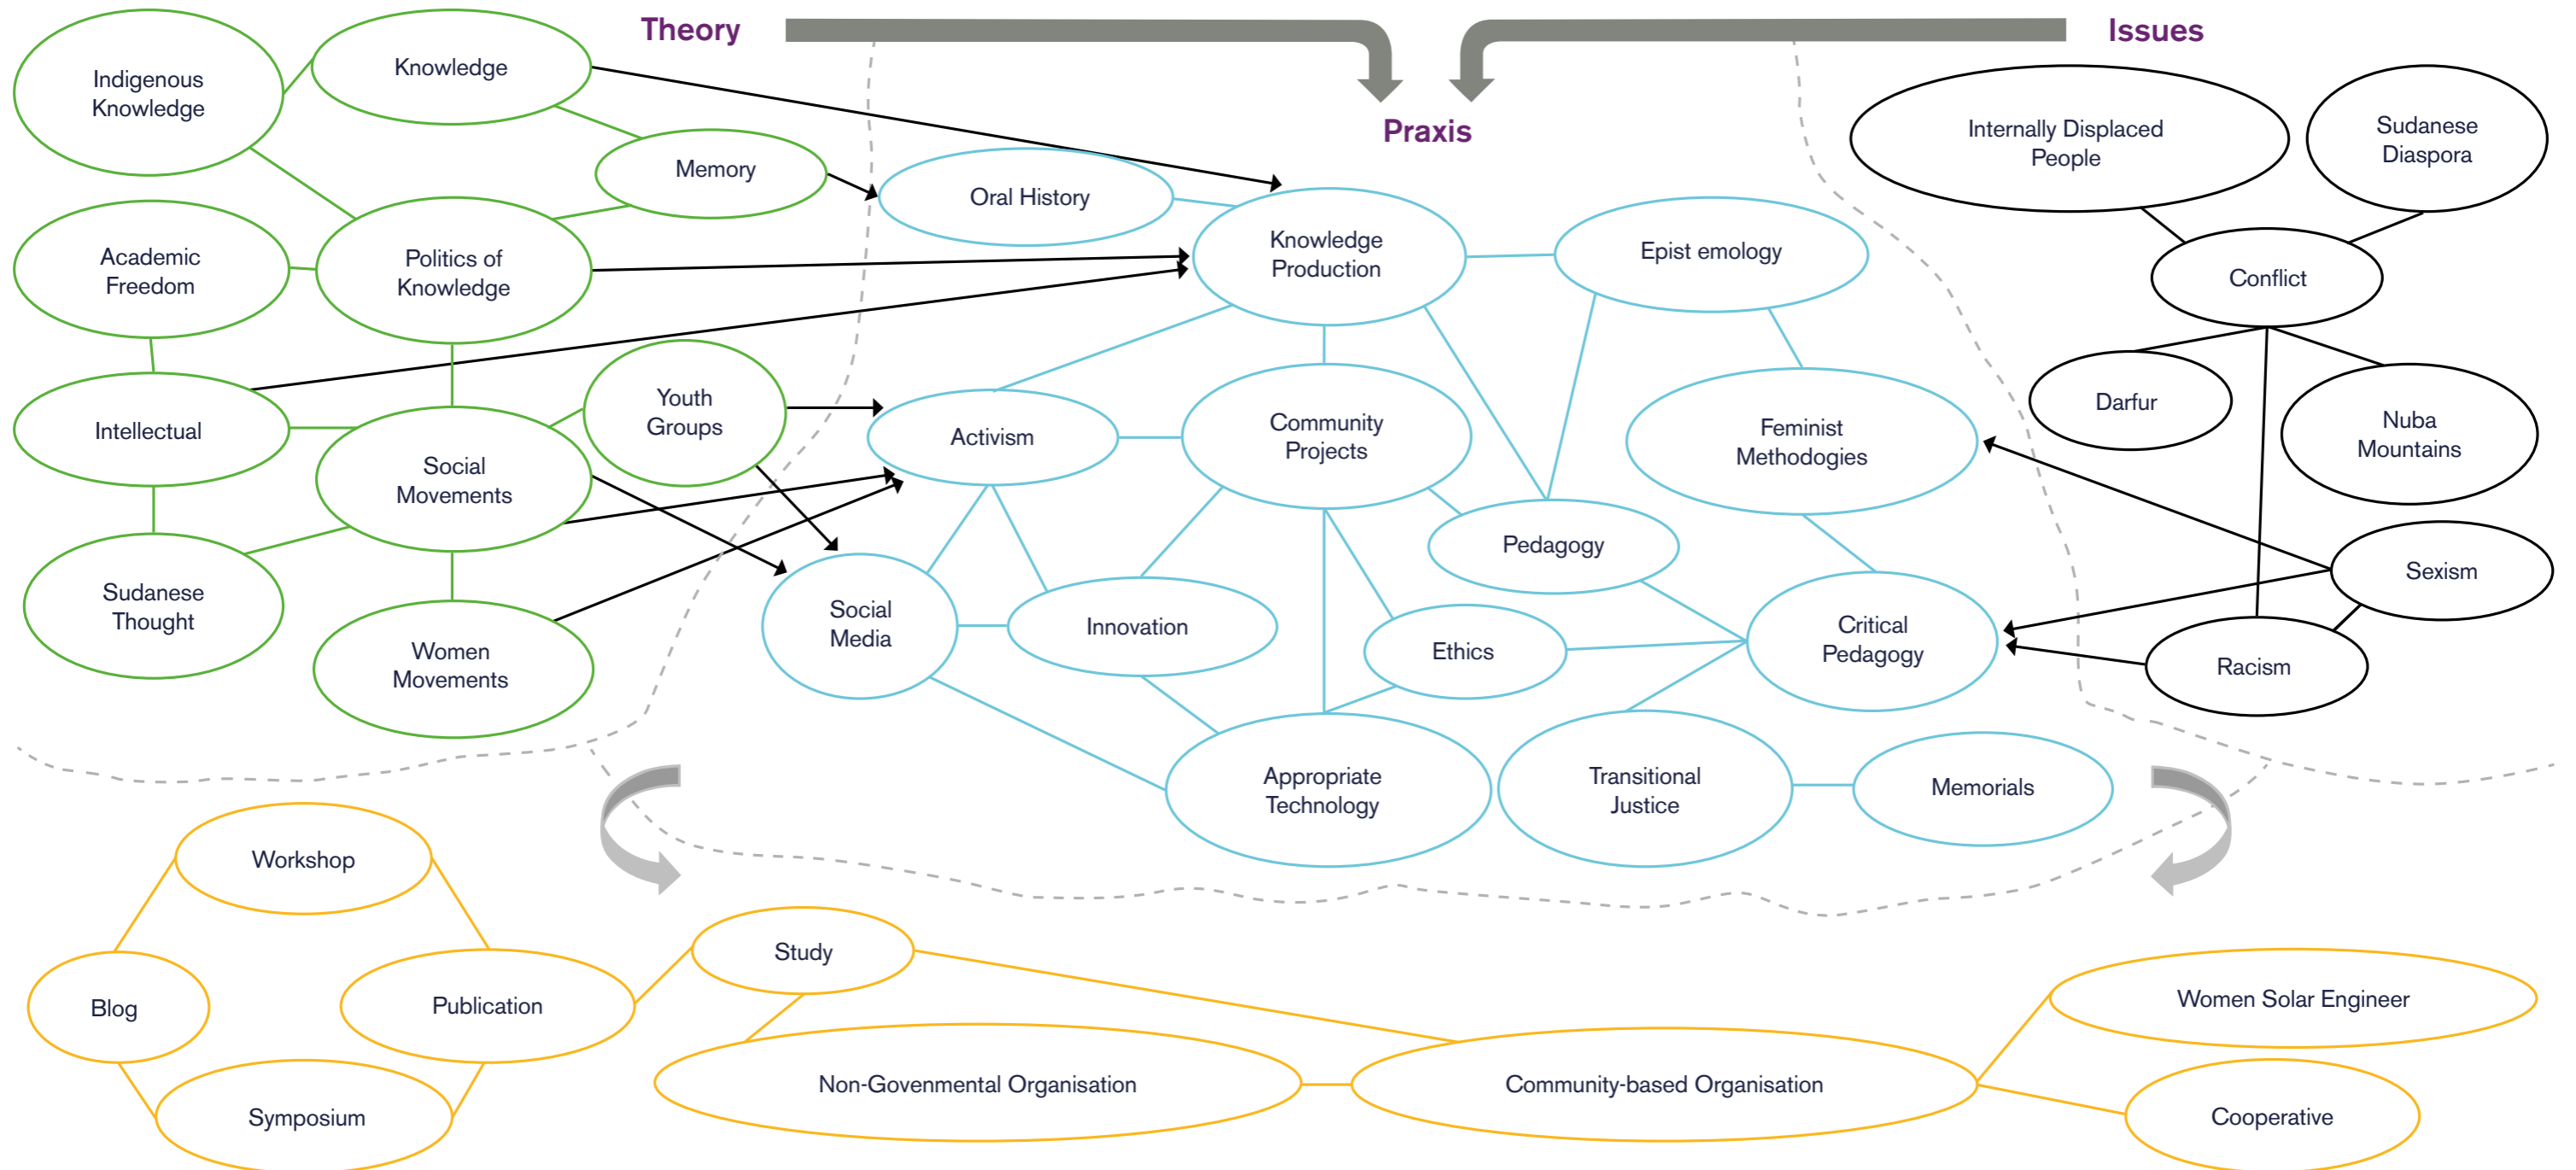 Theory
Issues
Praxis
Indigenous
Knowledge
Knowledge
Memory
Academic
Freedom
Politics of
Knowledge
Intellectual
Youth
Groups
Social
Movements
Sudanese
Thought
Women
Movements
Oral History
Knowledge
Production
Epist emology
Activism
Community
Projects
Feminist
Methodogies
Pedagogy
Social
Media
Innovation
Ethics
Critical
Pedagogy
Appropriate
Technology
Transitional
Justice
Memorials
Internally Displaced
People
Sudanese
Diaspora
Conflict
Darfur
Nuba
Mountains
Sexism
Racism
Workshop
Blog
Publication
Symposium
Study
Non-Govenmental Organisation
Community-based Organisation
Women Solar Engineer
Cooperative